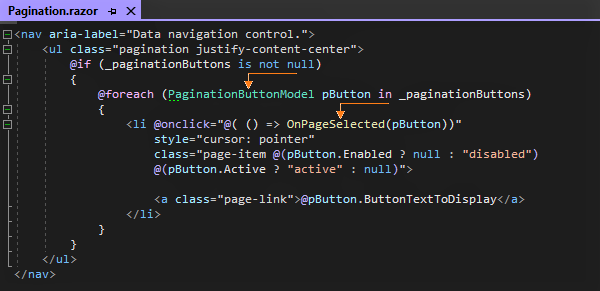 Pagination.razor
<nav aria-label="Data navigation control.">
<ul class="pagination justify-content-center">
@if (_paginationButtons is not null)
{
@foreach (PaginationButtonModel pButton in _paginationButtons)
{
<li @onclick="@( () => OnPageSelected(pButton))"
style="cursor: pointer"
class="page-item @(pButton.Enabled ? null : "disabled")
@(pButton.Active ? "active" : null)">
<a class="page-link">@pButton.ButtonTextToDisplay</a>
</li>
}
}
</ul>
</nav>